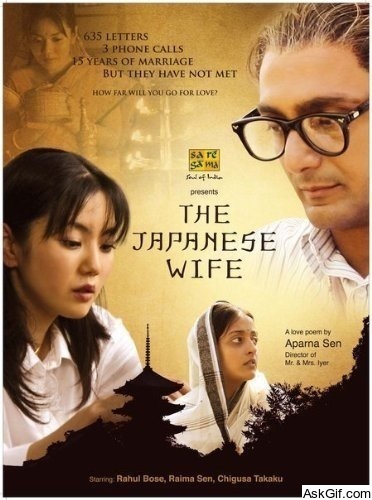 635 LETTERS
3 PHONE CALLS
15 YEARS OF MARRIAGE
BUT THEY HAVE NOT MET
HOW FAR WILL YOU GO FOR LOVE?
sa re
ga ma
Soul of India
presents
THE
JAPANESE
WIFE
A love poem by
Aparna Sen
Director of
Mr. & Mrs. Iyer
Starring: Rahul Bose, Raima Sen, Chigusa Takaku
AskGif.com